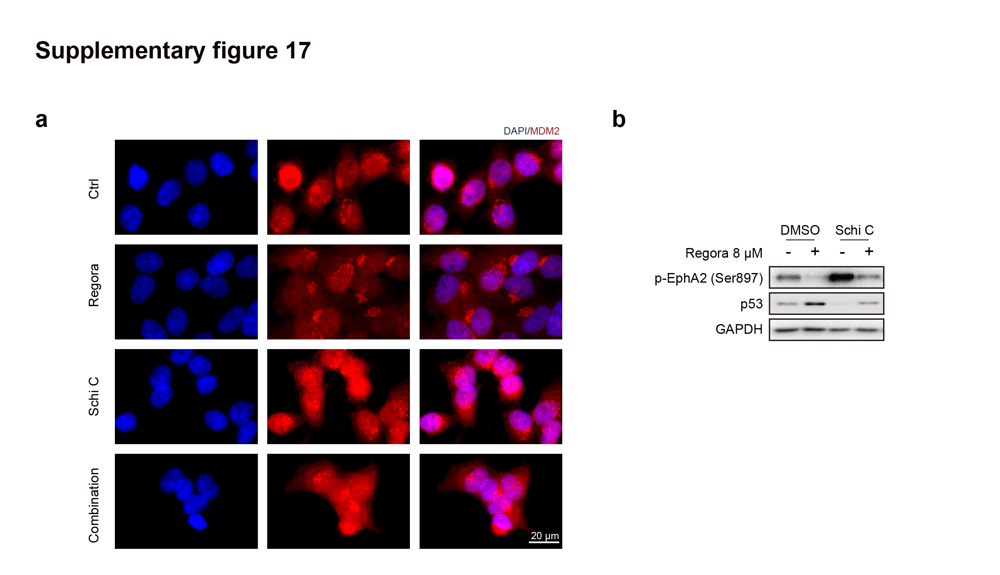 Supplementary figure 17
a
DAPI/MDM2
Ctrl
Regora
Schi C
Combination
20 µm
b
DMSO Schi C
Regora 8 µM - + - +
p-EphA2 (Ser897)
p53
GAPDH